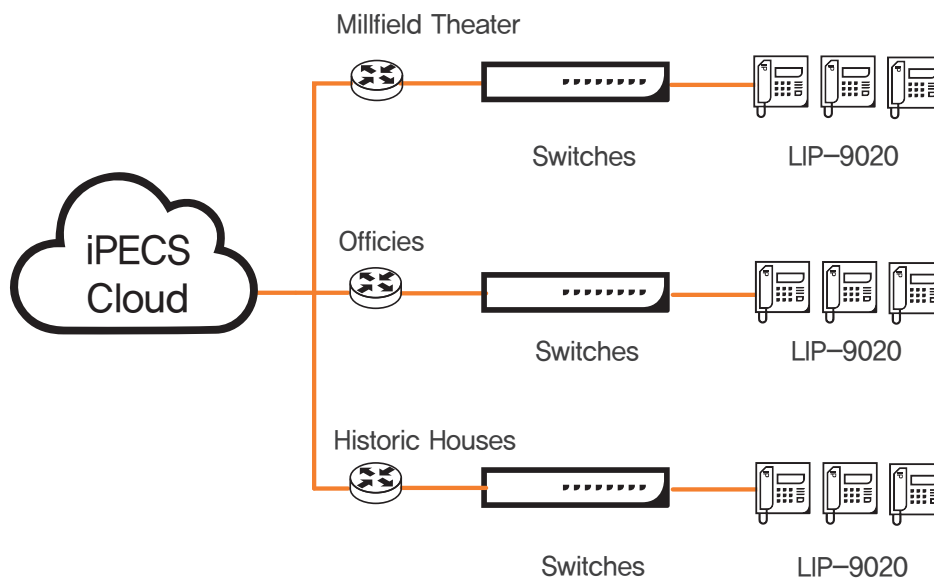 Millfield Theater
Switches
LIP-9020
iPECS
Cloud
Officies
Switches
LIP-9020
Historic Houses
Switches
LIP-9020